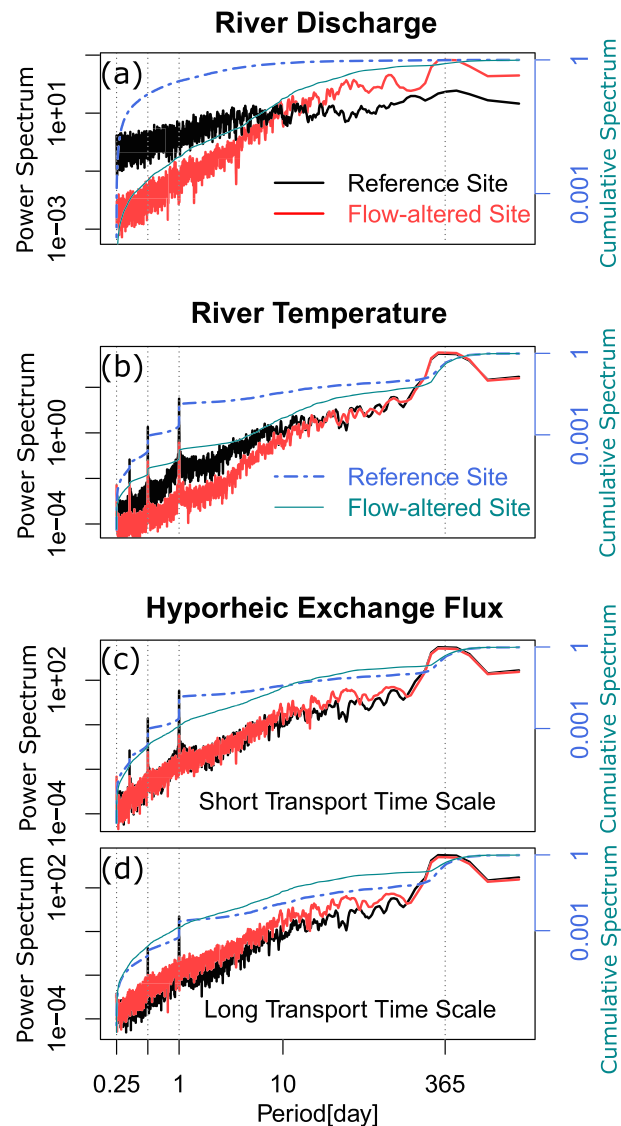 River Discharge
(a)
Power Spectrum
1e+01
1e-03
Reference Site
Flow-altered Site
1
0.001
Cumulative Spectrum
River Temperature
(b)
Power Spectrum
1e+00
1e-04
Reference Site
Flow-altered Site
1
0.001
Cumulative Spectrum
Hyporheic Exchange Flux
(c)
Power Spectrum
1e+02
1e-04
Short Transport Time Scale
1
0.001
Cumulative Spectrum
(d)
Power Spectrum
1e+02
1e-04
Long Transport Time Scale
1
0.001
Cumulative Spectrum
0.25 1 10 365
Period[day]